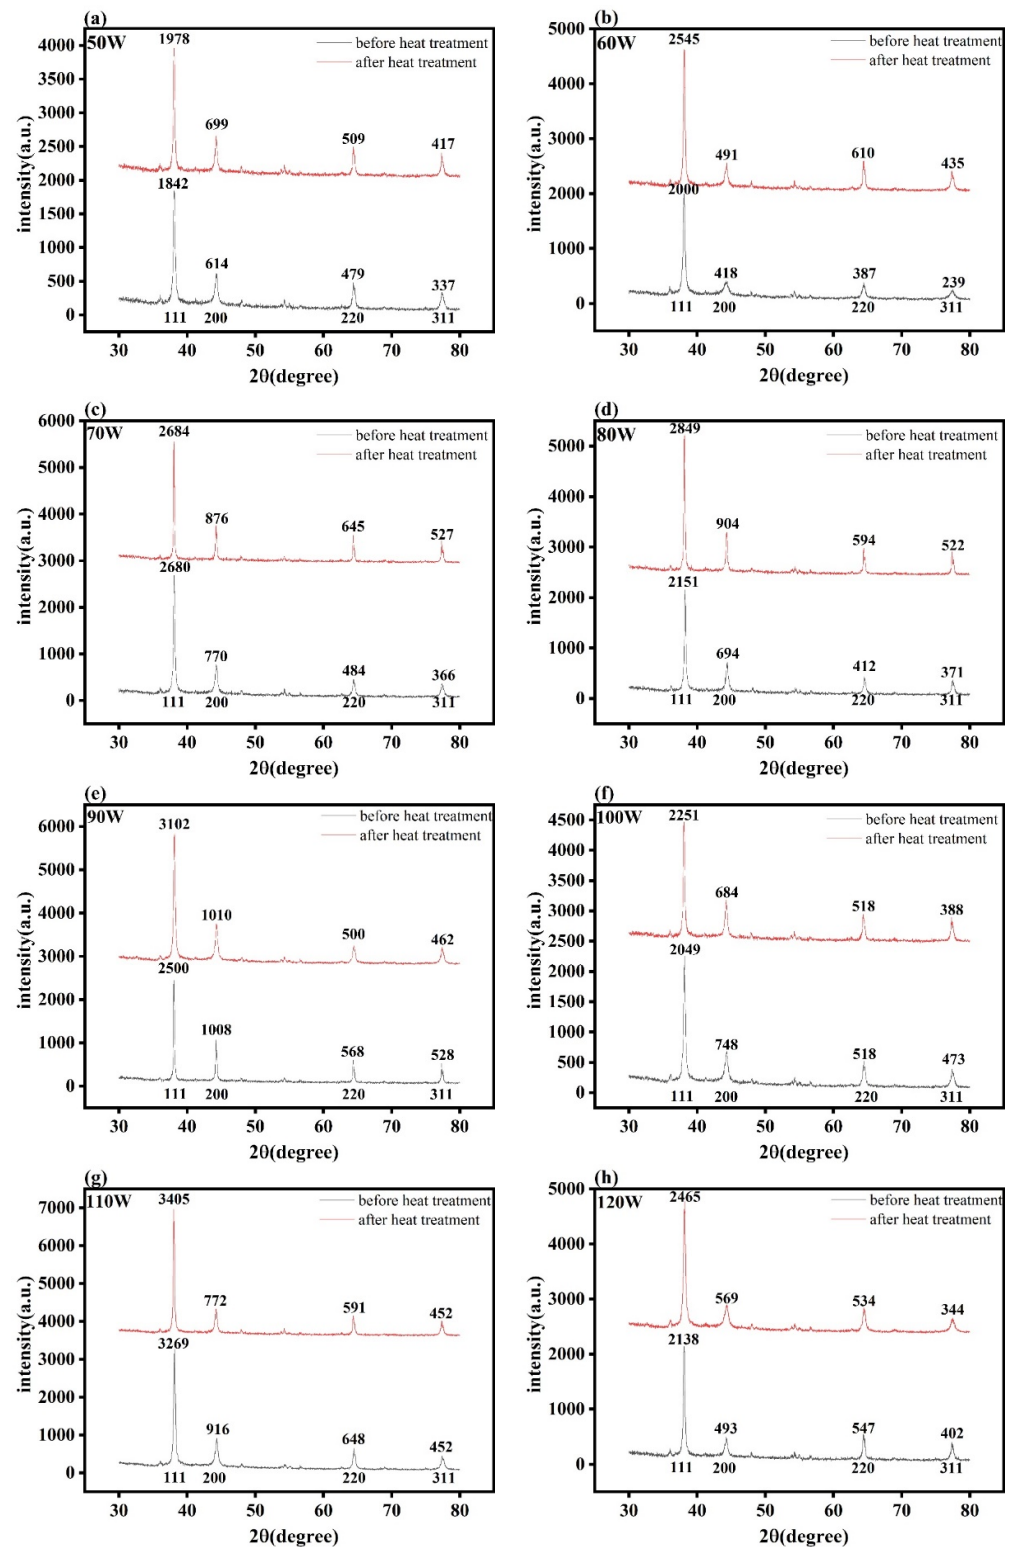 (a)
50W
1978
before heat treatment
after heat treatment
4000
3500
3000
2500
2000
1500
1000
500
0
intensity(a.u.)
699
509
417
1842
614
479
337
111 200 220 311
30 40 50 60 70 80
2θ(degree)
(b)
60W
2545
before heat treatment
after heat treatment
5000
4000
3000
2000
1000
0
intensity(a.u.)
491
610
435
2000
418
387
239
111 200 220 311
30 40 50 60 70 80
2θ(degree)
(c)
70W
2684
before heat treatment
after heat treatment
6000
5000
4000
3000
2000
1000
0
intensity(a.u.)
876
645
527
2680
770
484
366
111 200 220 311
30 40 50 60 70 80
2θ(degree)
(d)
80W
2849
before heat treatment
after heat treatment
5000
4000
3000
2000
1000
0
intensity(a.u.)
904
594
522
2151
694
412
371
111 200 220 311
30 40 50 60 70 80
2θ(degree)
(e)
90W
3102
before heat treatment
after heat treatment
6000
5000
4000
3000
2000
1000
0
intensity(a.u.)
1010
500
462
2500
1008
568
528
111 200 220 311
30 40 50 60 70 80
2θ(degree)
(f)
100W
2251
before heat treatment
after heat treatment
4500
4000
3500
3000
2500
2000
1500
1000
500
0
intensity(a.u.)
684
518
388
2049
748
518
473
111 200 220 311
30 40 50 60 70 80
2θ(degree)
(g)
110W
3405
before heat treatment
after heat treatment
7000
6000
5000
4000
3000
2000
1000
0
intensity(a.u.)
772
591
452
3269
916
648
452
111 200 220 311
30 40 50 60 70 80
2θ(degree)
(h)
120W
2465
before heat treatment
after heat treatment
5000
4000
3000
2000
1000
0
intensity(a.u.)
569
534
344
2138
493
547
402
111 200 220 311
30 40 50 60 70 80
2θ(degree)